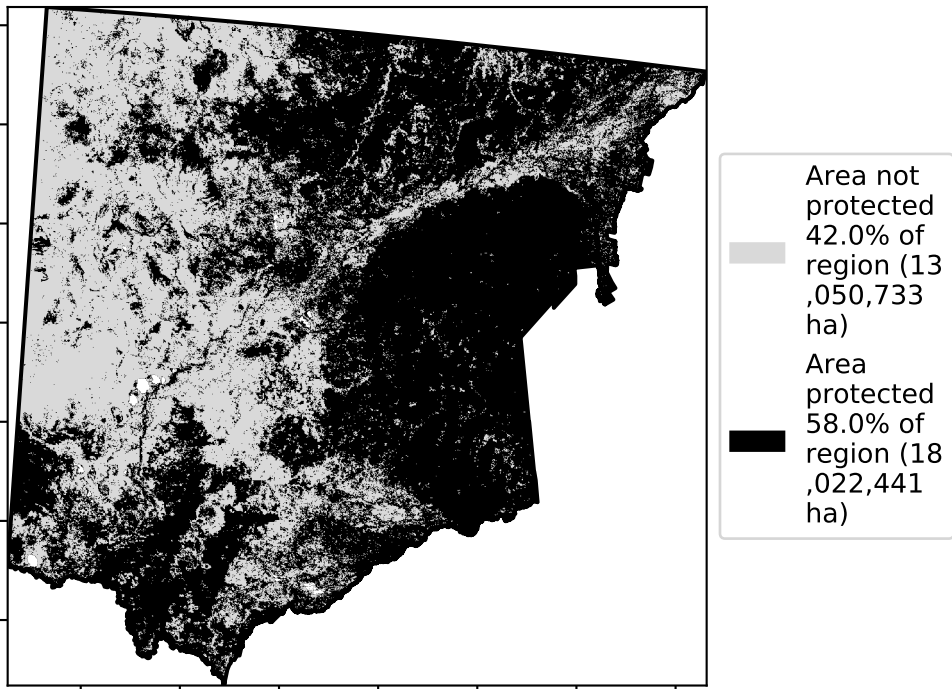 Area not
protected
42.0% of
region (13
,050,733
ha)
Area
protected
58.0% of
region (18
,022,441
ha)